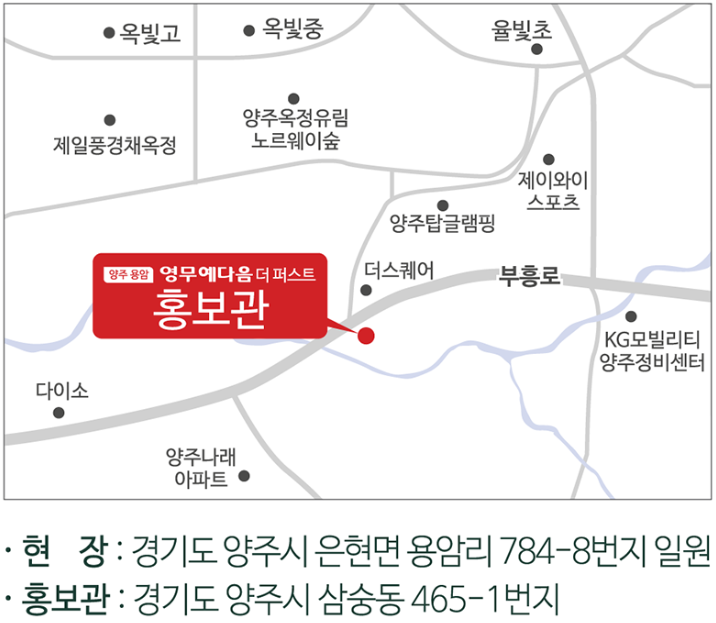 옥빛고
옥빛중
율빛초
양주옥정유림
노르웨이숲
제일풍경채옥정
제이와이
스포츠
양주탑글램핑
양주 용암 영무예다음 더 퍼스트
홍보관
더스퀘어
부흥로
KG모빌리티
양주정비센터
다이소
양주나래
아파트
· 현 장 : 경기도 양주시 은현면 용암리 784-8번지 일원
· 홍보관 : 경기도 양주시 삼숭동 465-1번지